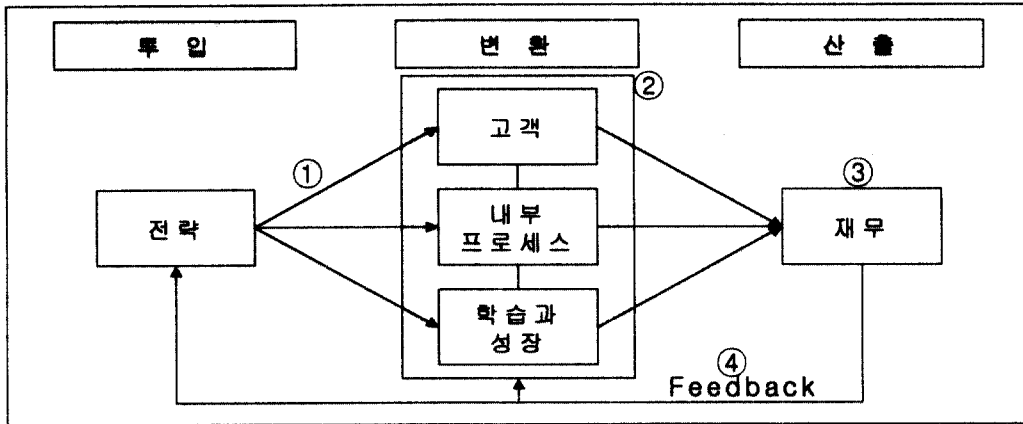 투 입
변 환
산 출
②
고 객
①
③
전 략
내 부
프 로 세 스
재 무
학 습 과
성 장
④
Feedback